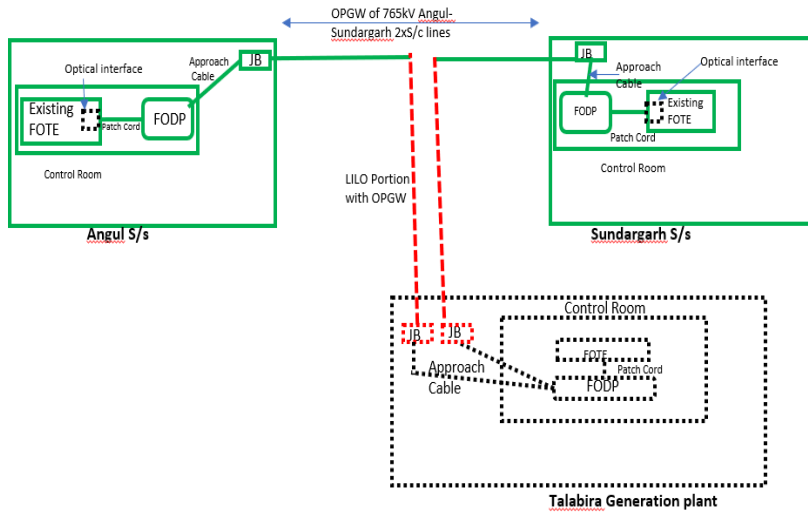 OPGW of 765kV Angul-
Sundargarh 2xS/c lines
JB
Approach
Cable
Optical interface
Existing
FOTE
Patch Cord
FODP
Control Room
Angul S/s
JB
Approach
Cable
Optical interface
FODP
Existing
FOTE
Patch Cord
Control Room
Sundargarh S/s
LILO Portion
with OPGW
Control Room
JB
JB
Approach
Cable
FOTE
Patch Cord
FODP
Talabira Generation plant